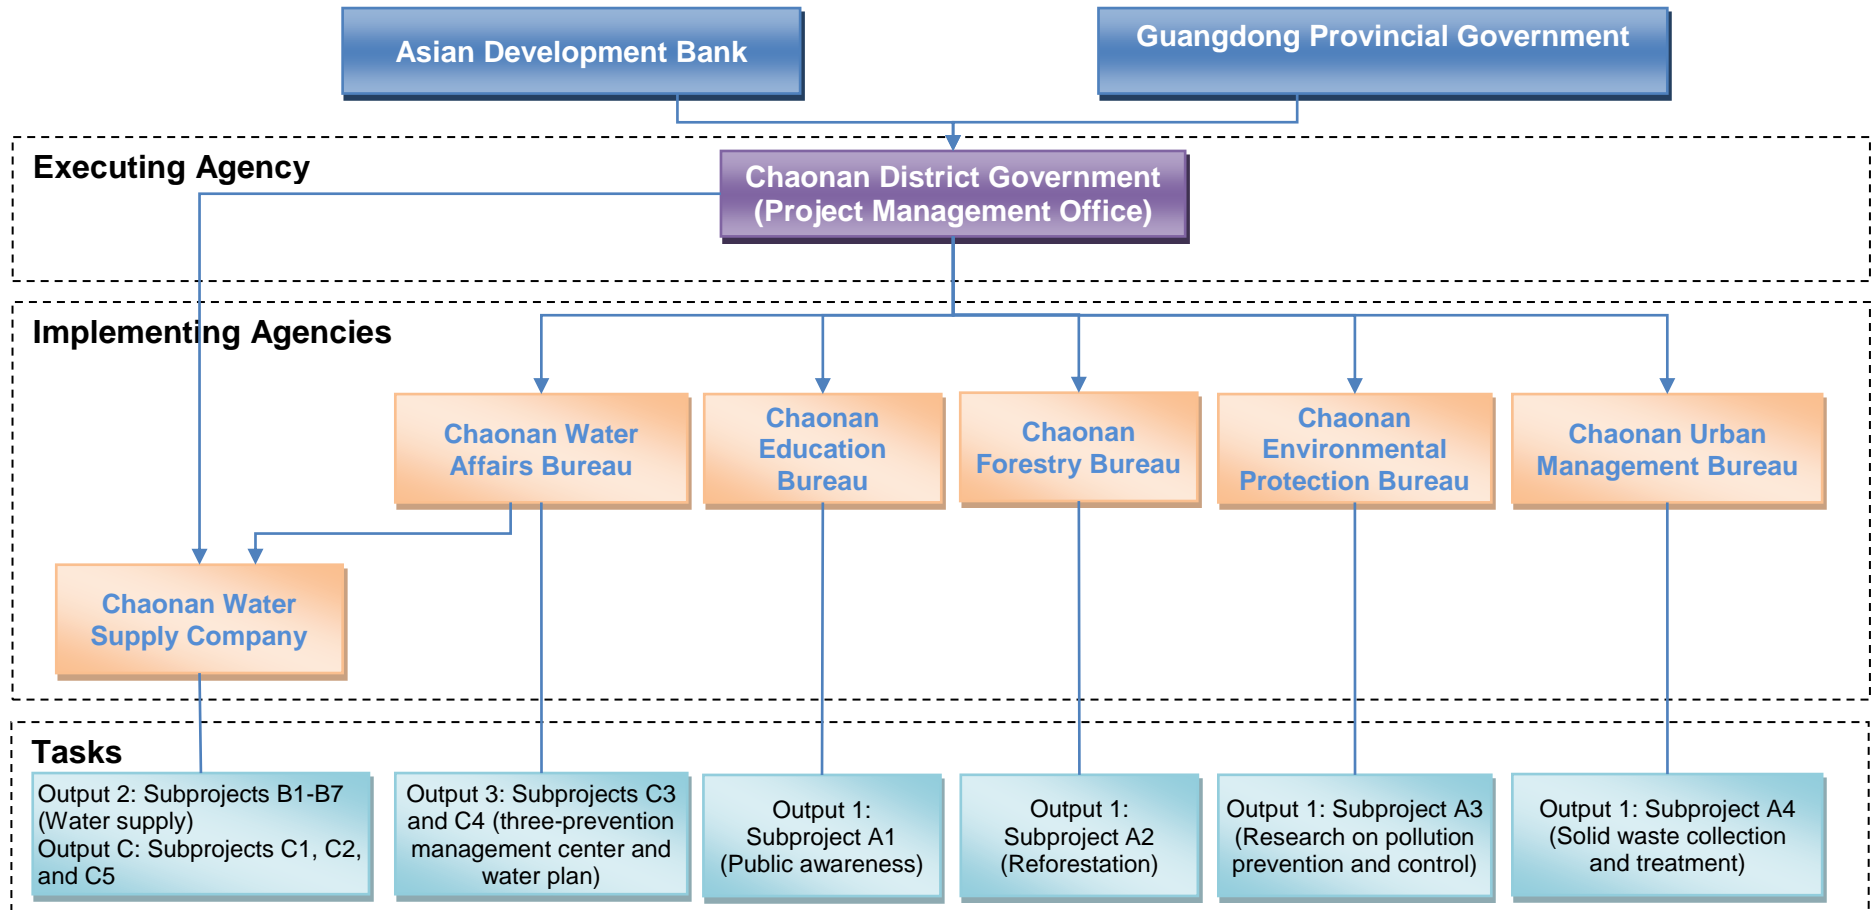 Asian Development Bank
Guangdong Provincial Government
Executing Agency
Chaonan District Government
(Project Management Office)
Implementing Agencies
Chaonan Water
Affairs Bureau
Chaonan
Education
Bureau
Chaonan
Forestry Bureau
Chaonan
Environmental
Protection Bureau
Chaonan Urban
Management Bureau
Chaonan Water
Supply Company
Tasks
Output 2: Subprojects B1-B7
(Water supply)
Output C: Subprojects C1, C2,
and C5
Output 3: Subprojects C3
and C4 (three-prevention
management center and
water plan)
Output 1:
Subproject A1
(Public awareness)
Output 1:
Subproject A2
(Reforestation)
Output 1: Subproject A3
(Research on pollution
prevention and control)
Output 1: Subproject A4
(Solid waste collection
and treatment)